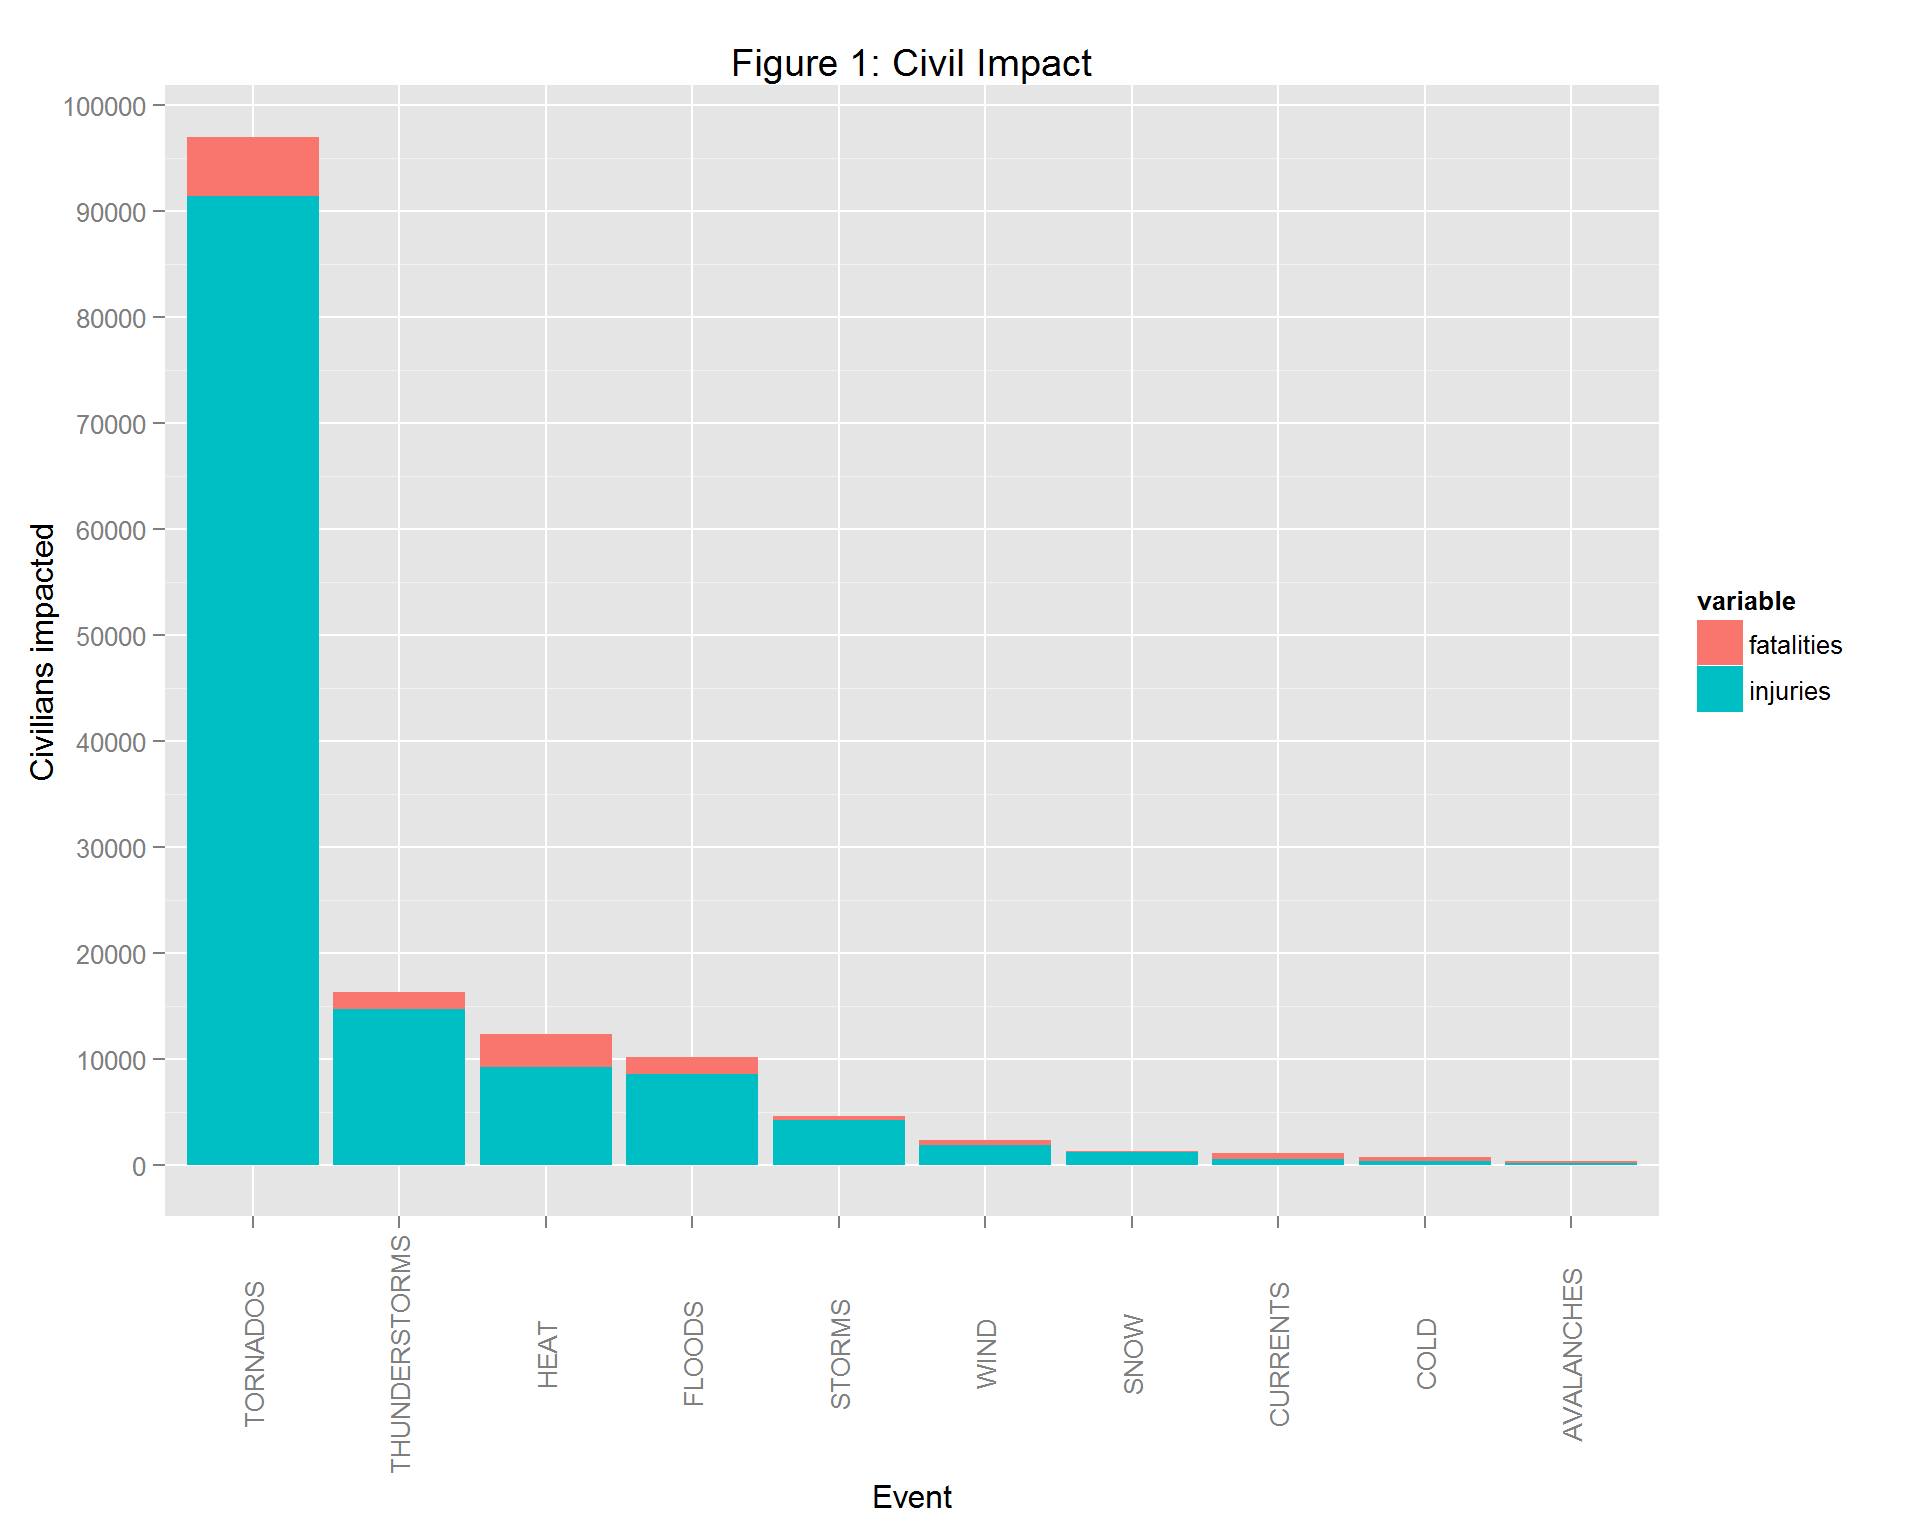 Figure 1: Civil Impact
100000
90000
80000
70000
60000
50000
40000
30000
20000
10000
0
Civilians impacted
TORNADOS
THUNDERSTORMS
HEAT
FLOODS
STORMS
WIND
SNOW
CURRENTS
COLD
AVALANCHES
Event
variable
fatalities
injuries